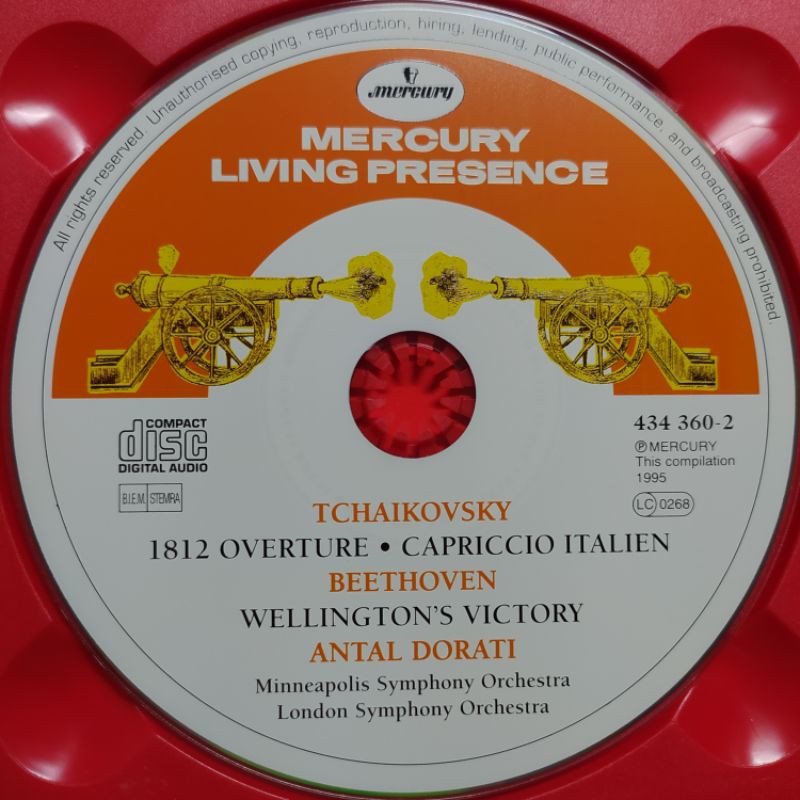 All rights reserved. Unauthorised copying, reproduction, hiring, lending, public performance, and broadcasting prohibited.
mercury
MERCURY
LIVING PRESENCE
COMPACT
disc
DIGITAL AUDIO
B.I.E.M. STEMRA
434 360-2
Ⓟ MERCURY
This compilation
1995
LC 0268
TCHAIKOVSKY
1812 OVERTURE • CAPRICCIO ITALIEN
BEETHOVEN
WELLINGTON'S VICTORY
ANTAL DORATI
Minneapolis Symphony Orchestra
London Symphony Orchestra